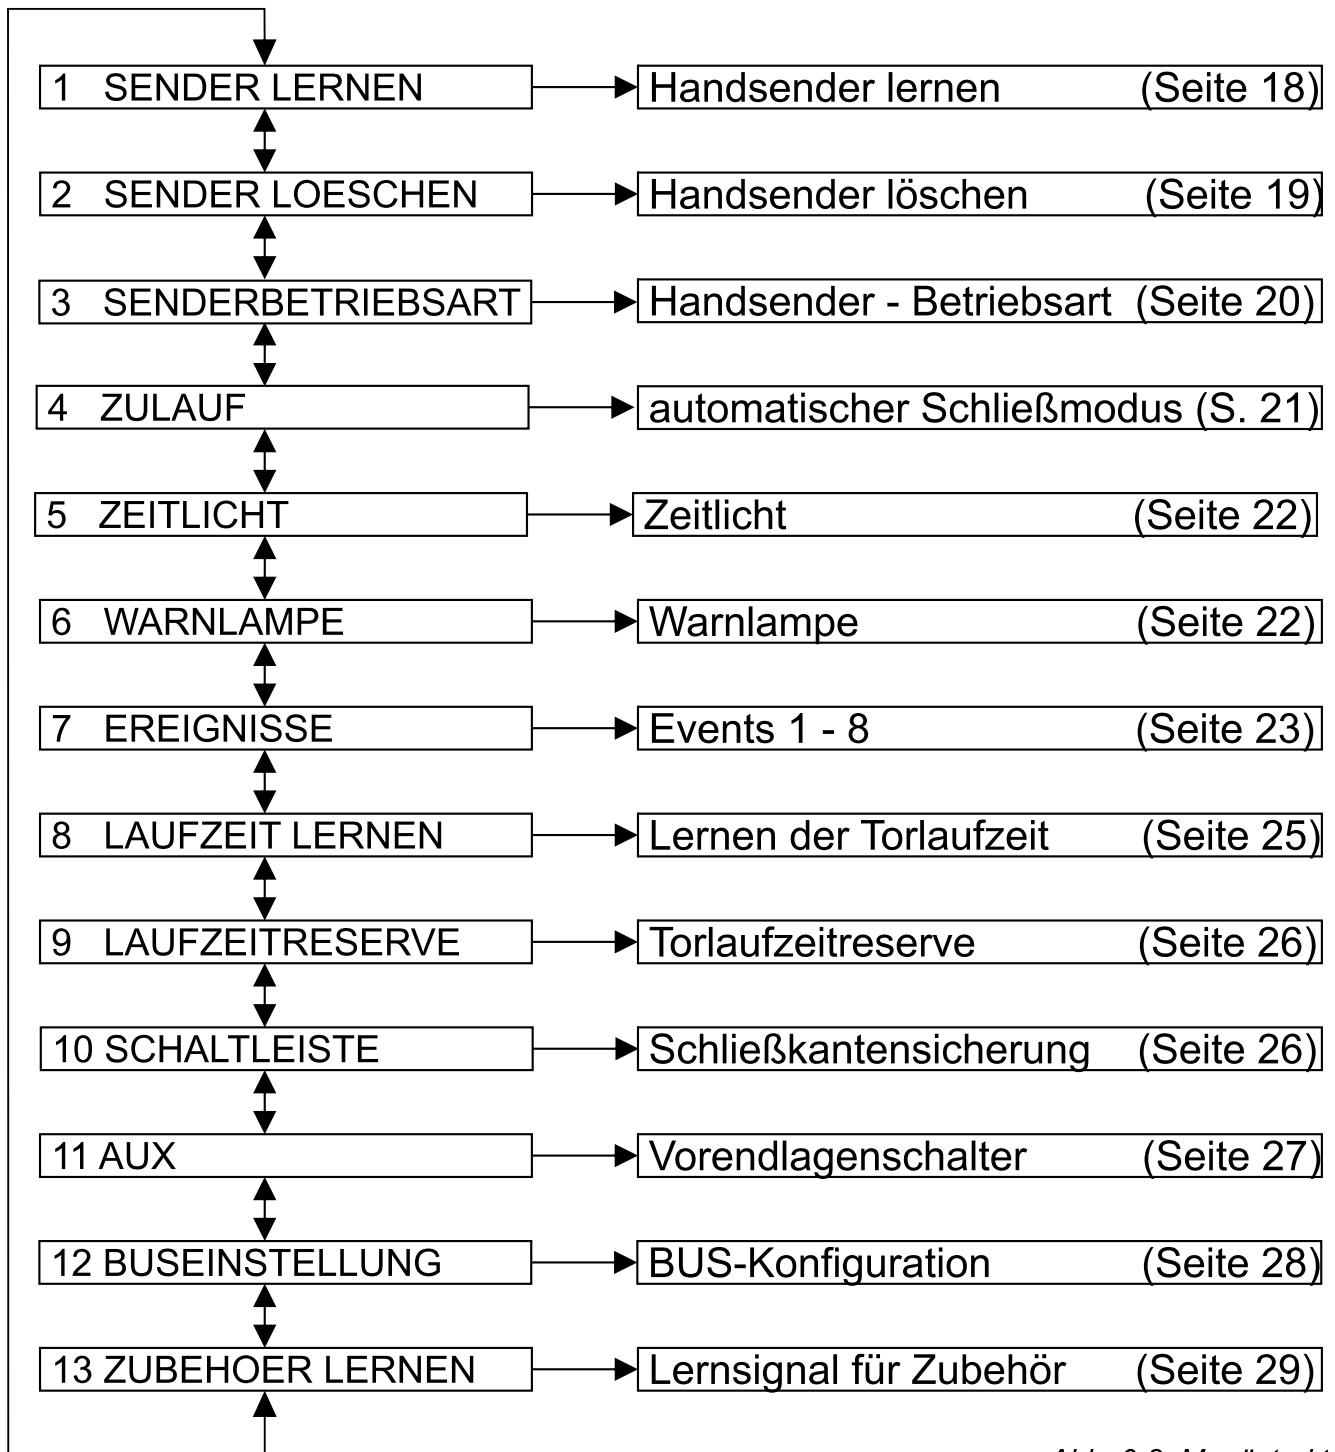 1 SENDER LERNEN Handsender lernen (Seite 18)
2 SENDER LOESCHEN Handsender löschen (Seite 19)
3 SENDERBETRIEBSART Handsender - Betriebsart (Seite 20)
4 ZULAUF automatischer Schließmodus (S. 21)
5 ZEITLICHT Zeitlicht (Seite 22)
6 WARNLAMPE Warnlampe (Seite 22)
7 EREIGNISSE Events 1 - 8 (Seite 23)
8 LAUFZEIT LERNEN Lernen der Torlaufzeit (Seite 25)
9 LAUFZEITRESERVE Torlaufzeitreserve (Seite 26)
10 SCHALTLEISTE Schließkantensicherung (Seite 26)
11 AUX Vorendlagenschalter (Seite 27)
12 BUSEINSTELLUNG BUS-Konfiguration (Seite 28)
13 ZUBEHOER LERNEN Lernsignal für Zubehör (Seite 29)